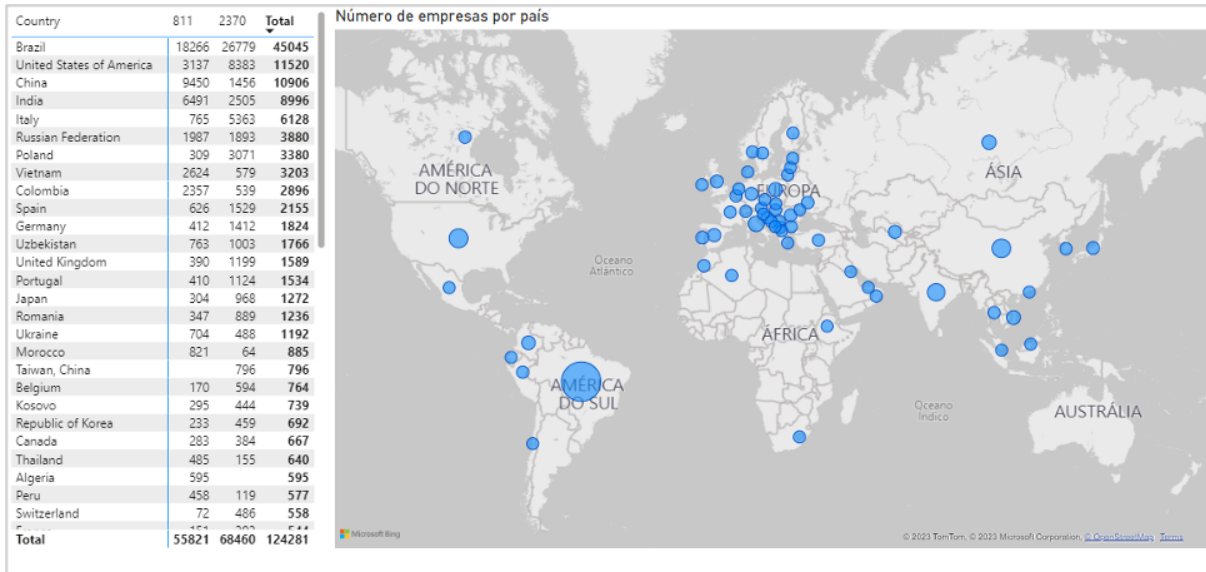 Country 811 2370 Total
Brazil 18266 26779 45045
United States of America 3137 8383 11520
China 9450 1456 10906
India 6491 2505 8996
Italy 765 5363 6128
Russian Federation 1987 1893 3880
Poland 309 3071 3380
Vietnam 2624 579 3203
Colombia 2357 539 2896
Spain 626 1529 2155
Germany 412 1412 1824
Uzbekistan 763 1003 1766
United Kingdom 390 1199 1589
Portugal 410 1124 1534
Japan 304 968 1272
Romania 347 889 1236
Ukraine 704 488 1192
Morocco 821 64 885
Taiwan, China 796 796
Belgium 170 594 764
Kosovo 295 444 739
Republic of Korea 233 459 692
Canada 283 384 667
Thailand 485 155 640
Algeria 595 595
Peru 458 119 577
Switzerland 72 486 558
Total 55821 68460 124281
Número de empresas por país
AMÉRICA
DO NORTE
EUROPA
ÁSIA
Oceano
Atlântico
ÁFRICA
AMÉRICA
DO SUL
Oceano
Índico
AUSTRÁLIA
Microsoft Bing
© 2023 TomTom, © 2023 Microsoft Corporation, © OpenStreetMap Terms